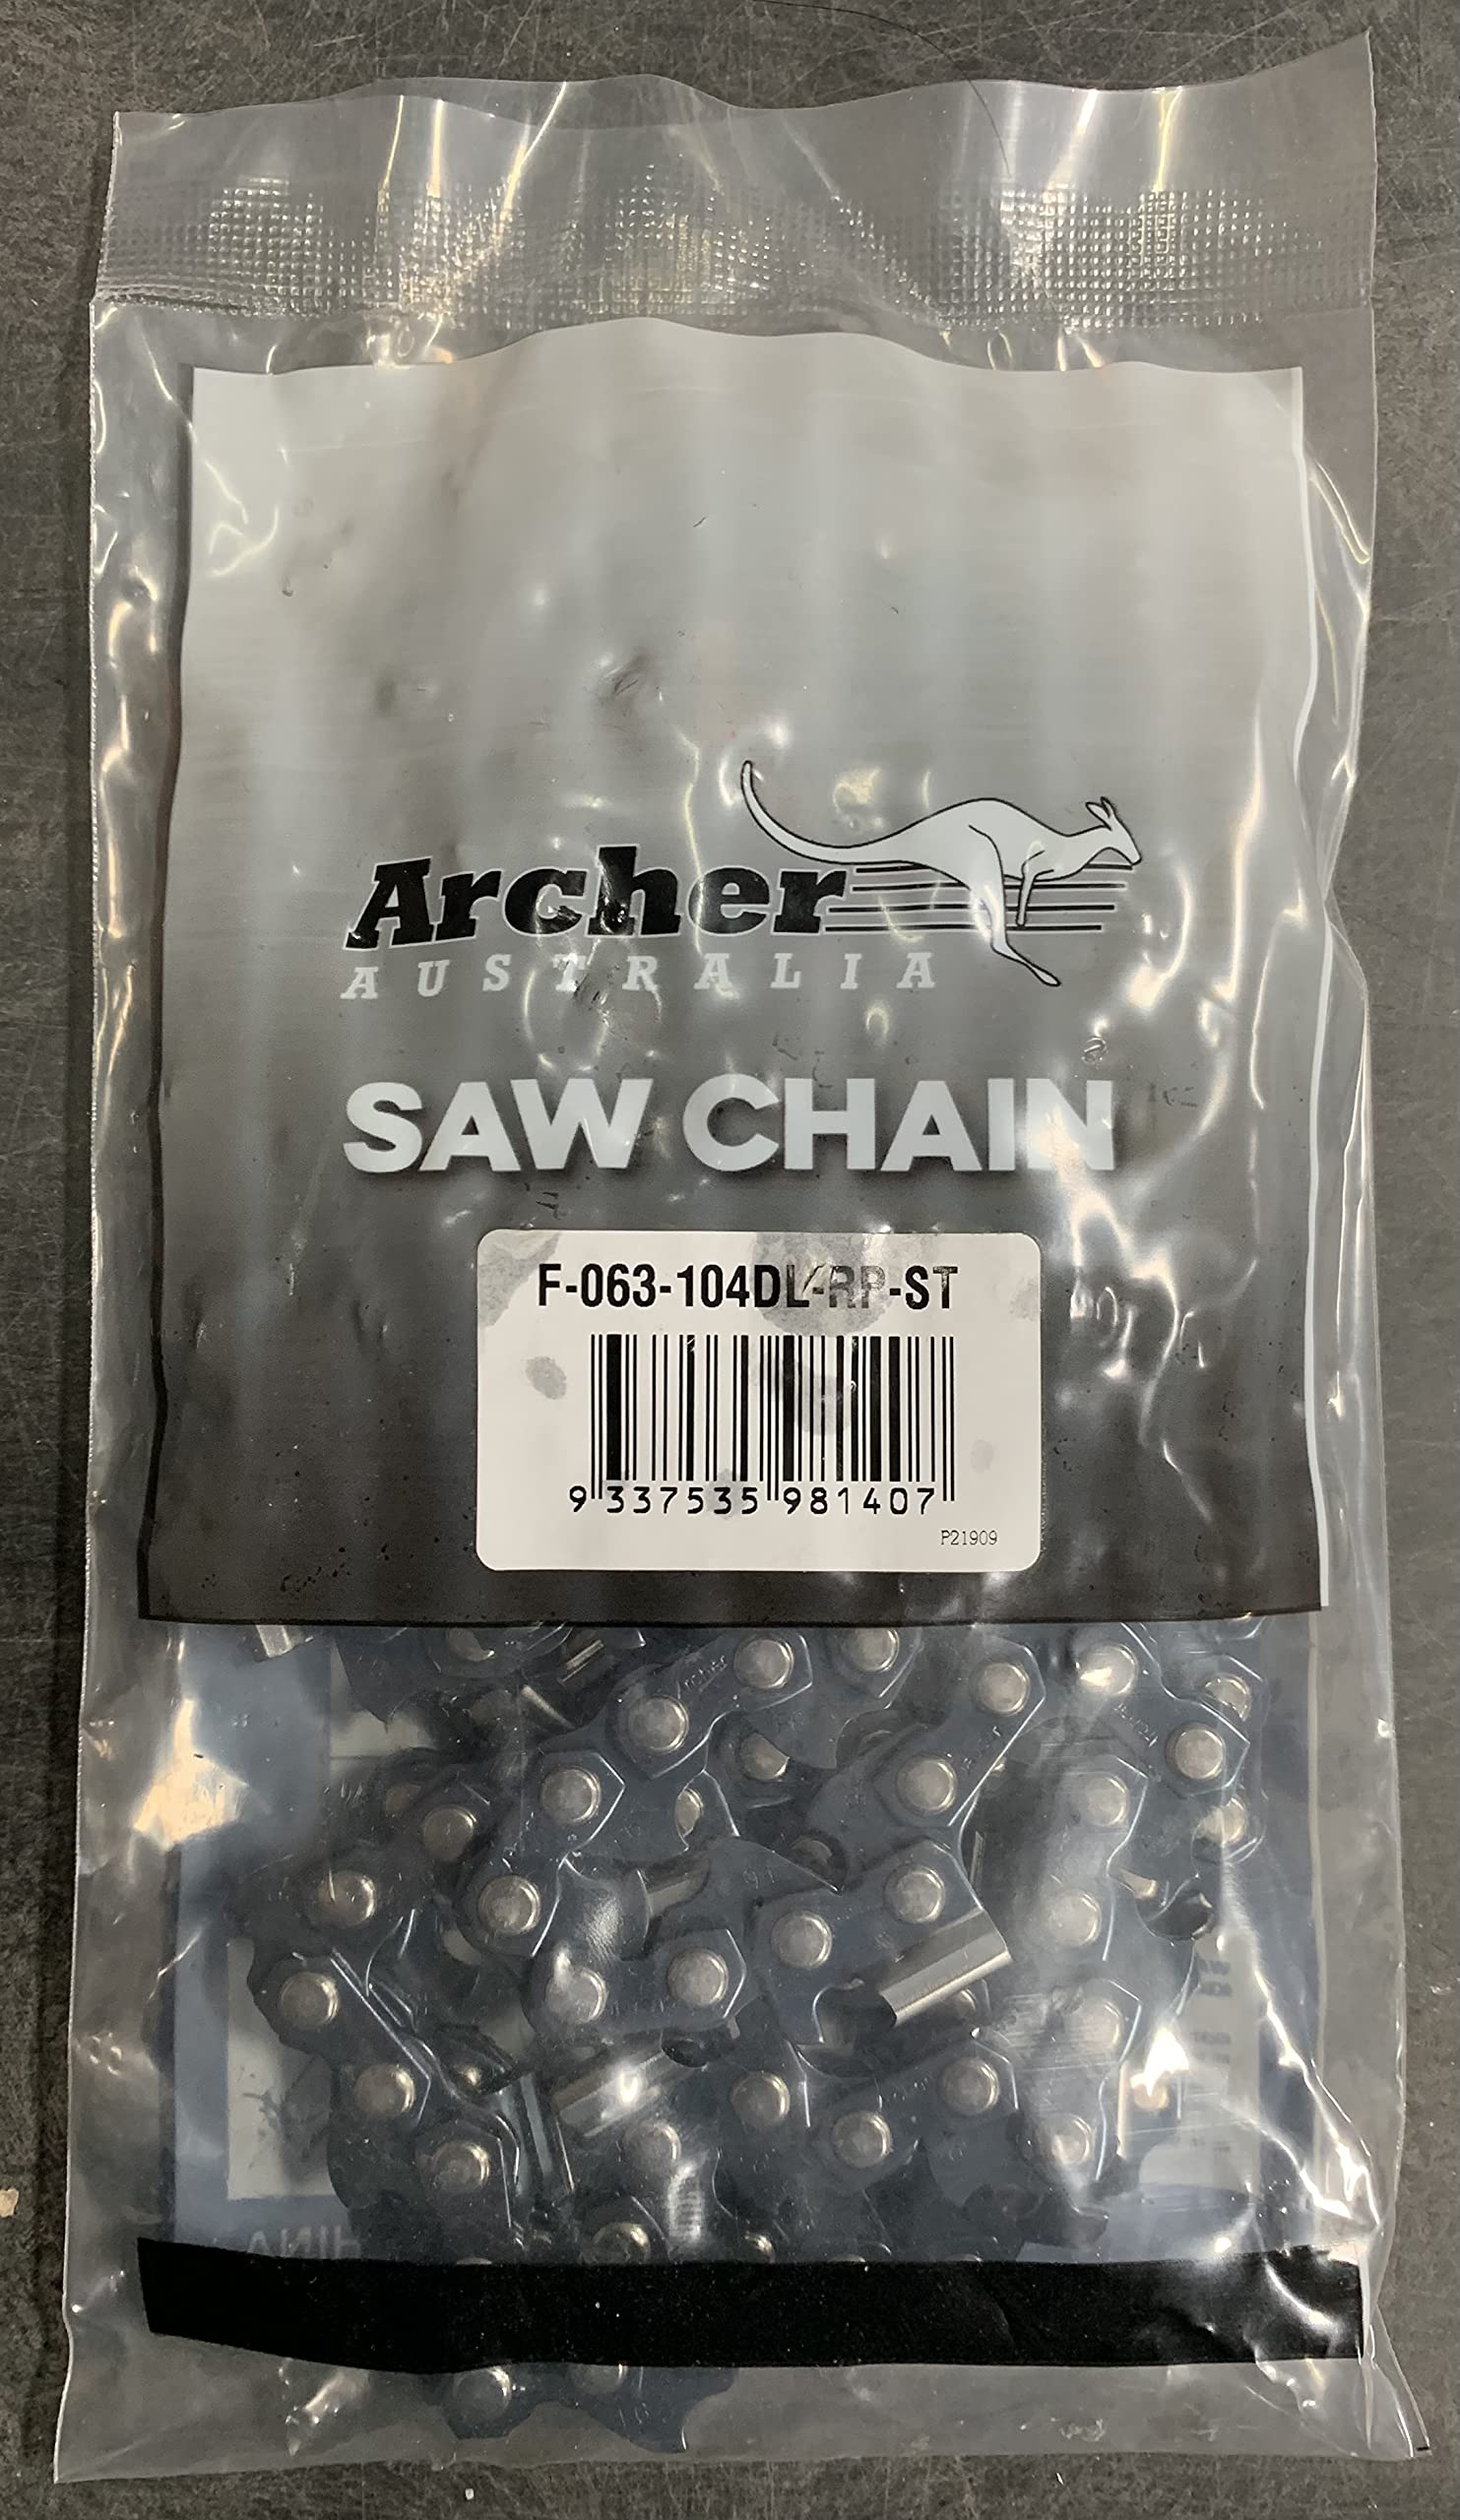 Archer
AUSTRALIA
SAW CHAIN
F-063-104DL-RP-ST
9 337535 981407
P21909